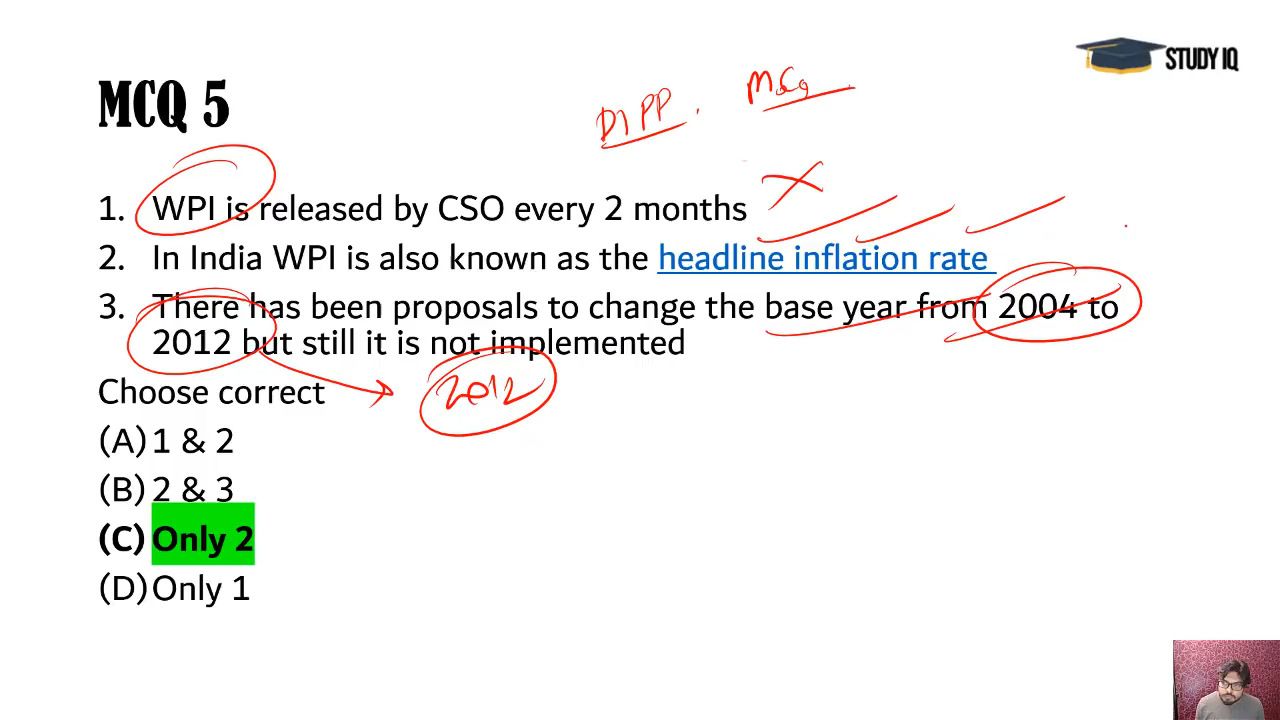 STUDY IQ
MCQ 5
DIPP. MCQ
1. WPI is released by CSO every 2 months
2. In India WPI is also known as the headline inflation rate
3. There has been proposals to change the base year from 2004 to
2012 but still it is not implemented
2012
Choose correct
(A) 1 & 2
(B) 2 & 3
(C) Only 2
(D) Only 1